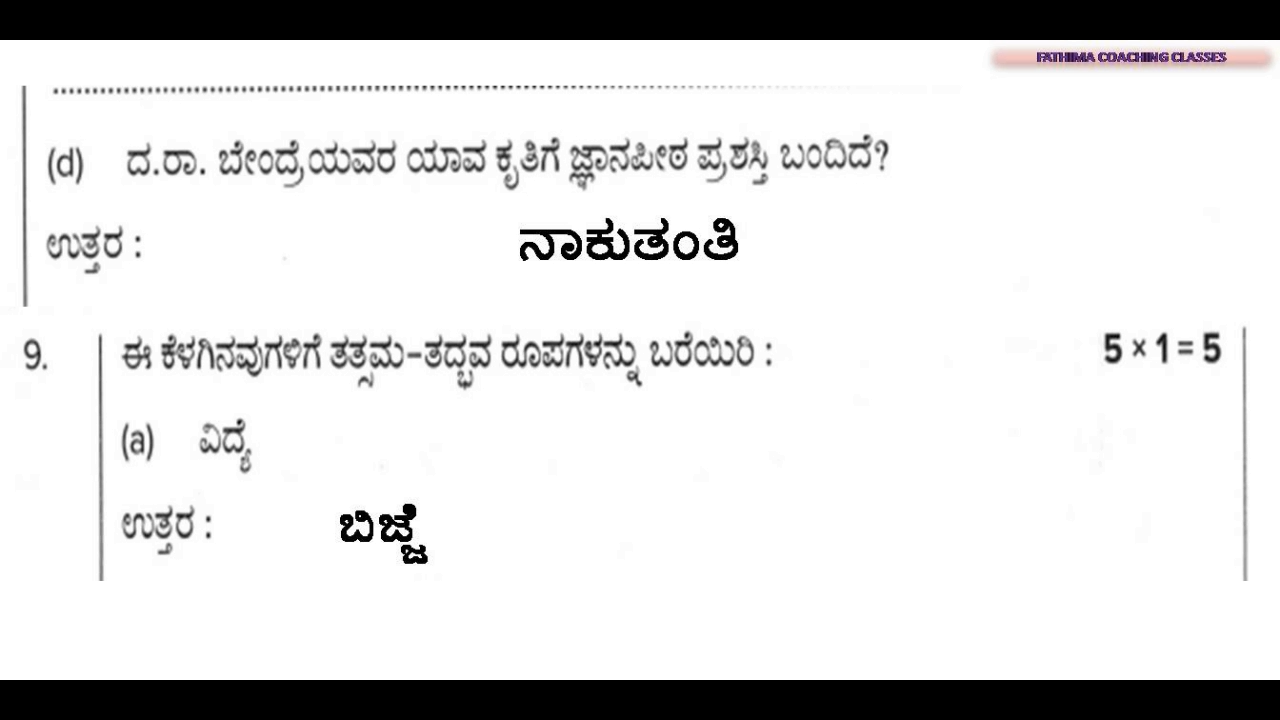 FATHIMA COACHING CLASSES
(d) ದ.ರಾ. ಬೇಂದ್ರೆಯವರ ಯಾವ ಕೃತಿಗೆ ಜ್ಞಾನಪೀಠ ಪ್ರಶಸ್ತಿ ಬಂದಿದೆ?
ಉತ್ತರ : ನಾಕುತಂತಿ
9. ಈ ಕೆಳಗಿನವುಗಳಿಗೆ ತತ್ಸಮ-ತದ್ಭವ ರೂಪಗಳನ್ನು ಬರೆಯಿರಿ : 5 × 1 = 5
(a) ವಿದ್ಯೆ
ಉತ್ತರ : ಬಿಜ್ಜೆ